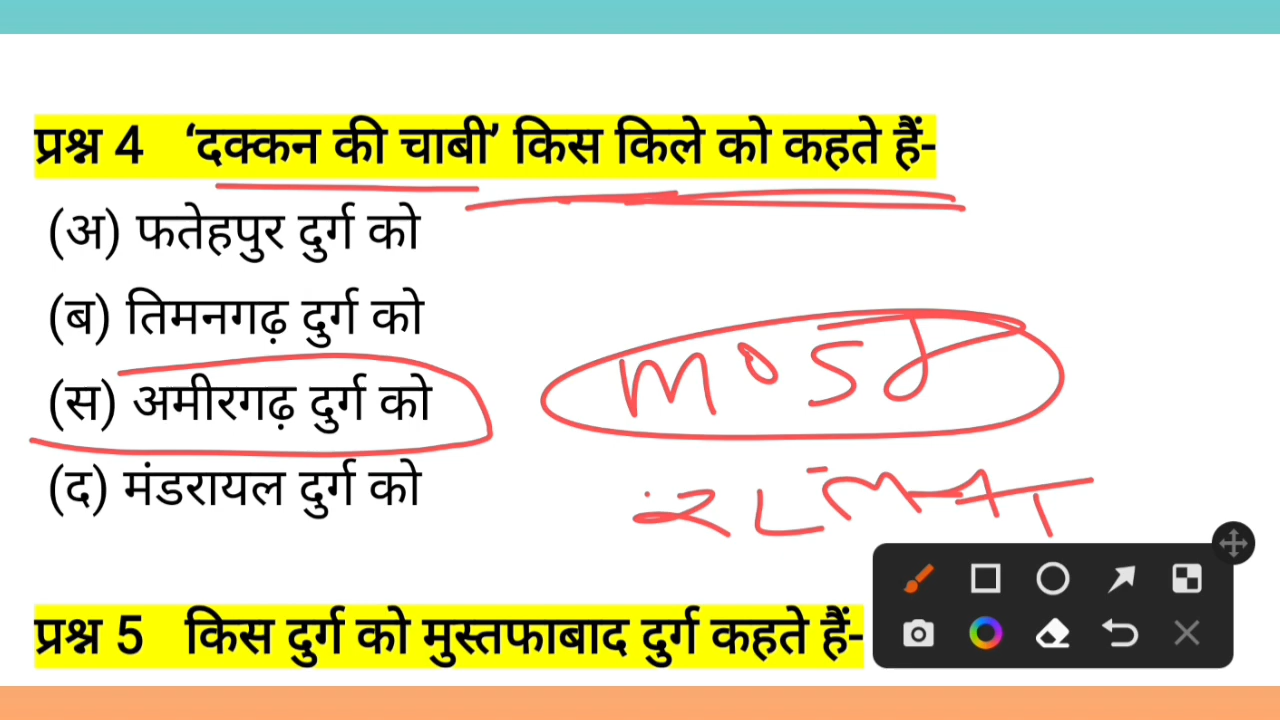 प्रश्न 4 ‘दक्कन की चाबी’ किस किले को कहते हैं-
(अ) फतेहपुर दुर्ग को
(ब) तिमनगढ़ दुर्ग को
(स) अमीरगढ़ दुर्ग को
most
(द) मंडरायल दुर्ग को
प्रश्न 5 किस दुर्ग को मुस्तफाबाद दुर्ग कहते हैं-